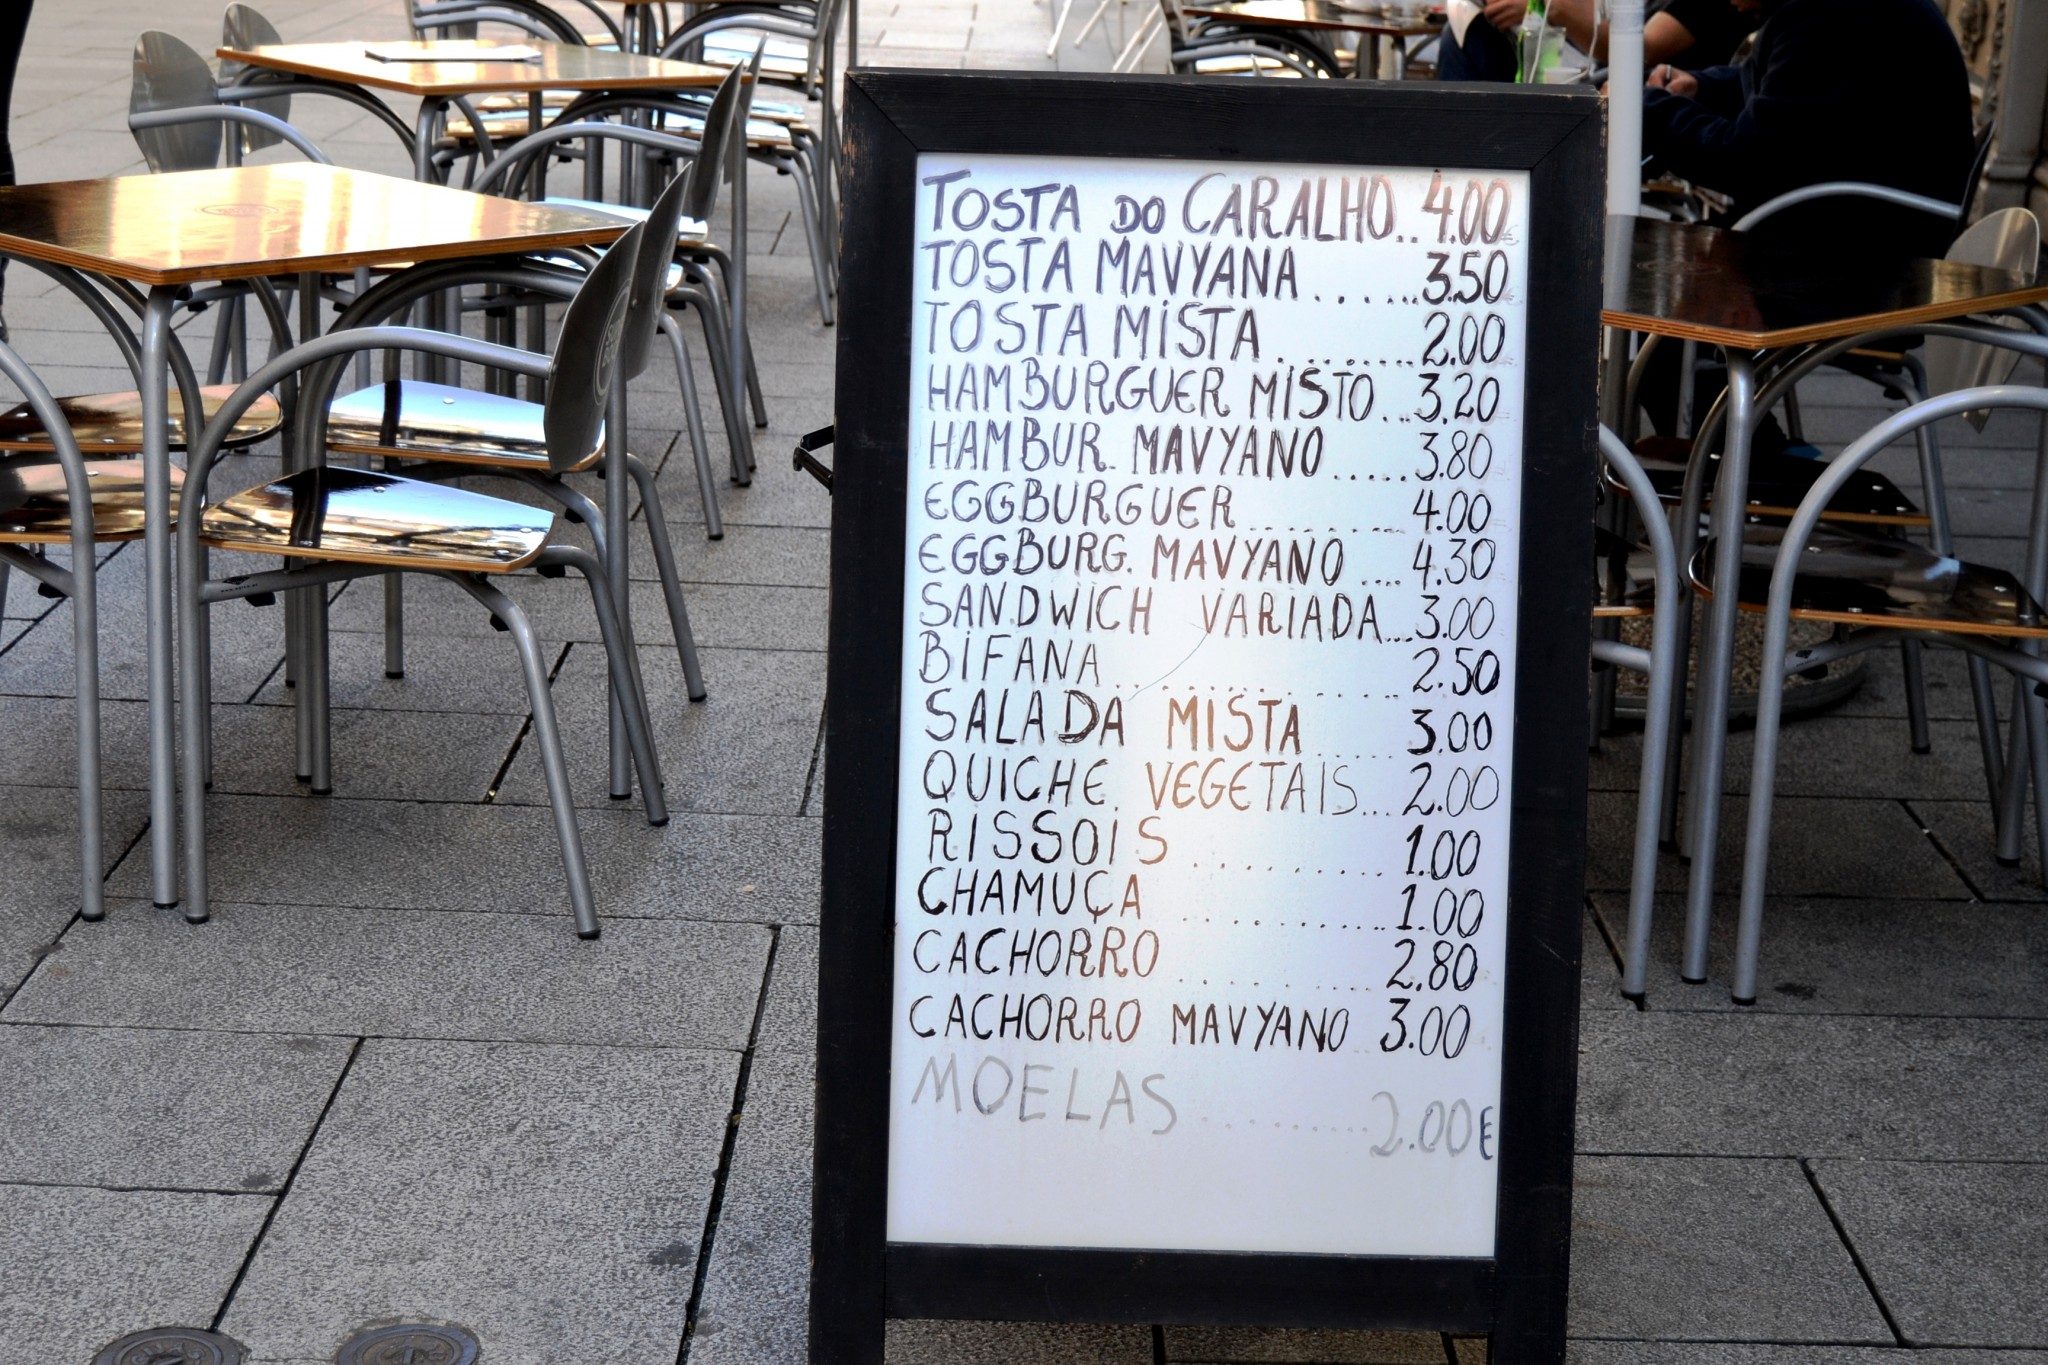 TOSTA DO CARALHO..4.00€
TOSTA MAVYANA.......3.50
TOSTA MISTA.........2.00
HAMBURGUER MISTO...3.20
HAMBUR. MAVYANO.....3.80
EGGBURGUER..........4.00
EGGBURG. MAVYANO....4.30
SANDWICH VARIADA...3.00
BIFANA..............2.50
SALADA MISTA.......3.00
QUICHE VEGETAIS...2.00
RISSOIS..........1.00
CHAMUÇA............1.00
CACHORRO..........2.80
CACHORRO MAVYANO 3.00
MOELAS...........2.00€